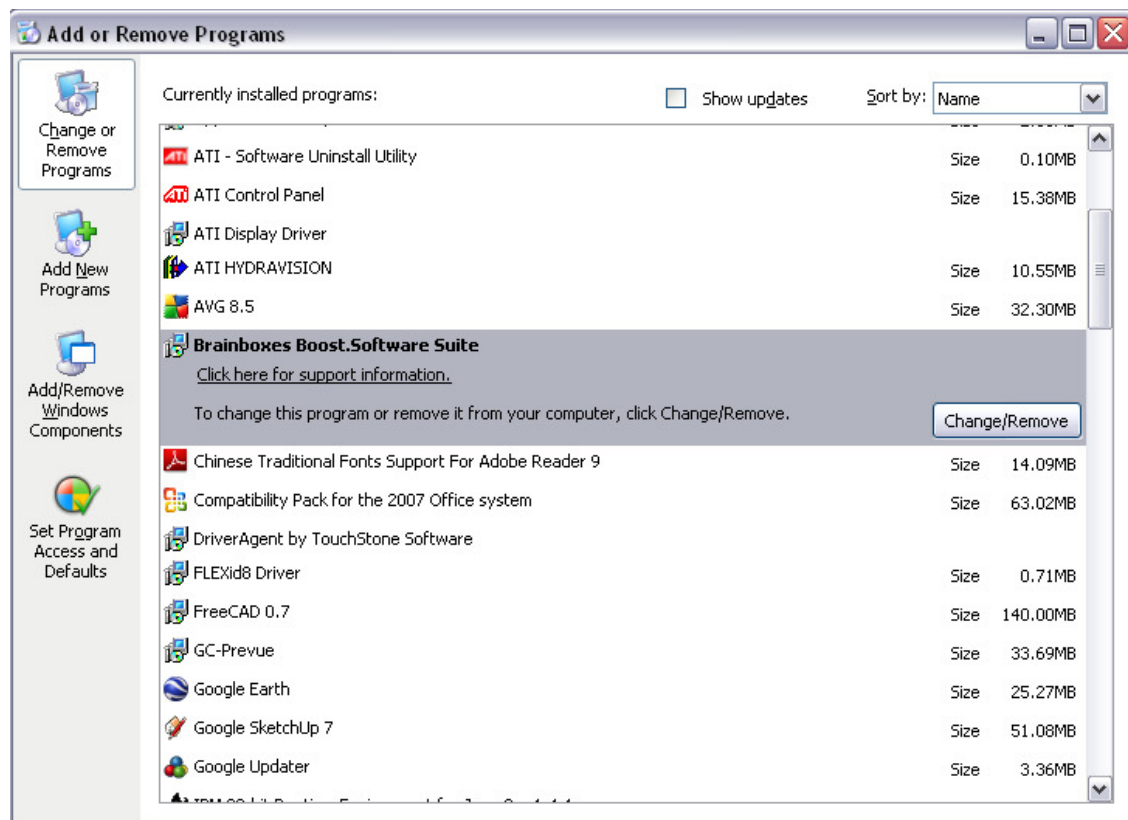 Add or Remove Programs
Change or
Remove
Programs
Add New
Programs
Add/Remove
Windows
Components
Set Program
Access and
Defaults
Currently installed programs:
Show updates
Sort by: Name
ATI - Software Uninstall Utility Size 0.10MB
ATI Control Panel Size 15.38MB
ATI Display Driver
ATI HYDRAVISION Size 10.55MB
AVG 8.5 Size 32.30MB
Brainboxes Boost.Software Suite
Click here for support information.
To change this program or remove it from your computer, click Change/Remove. Change/Remove
Chinese Traditional Fonts Support For Adobe Reader 9 Size 14.09MB
Compatibility Pack for the 2007 Office system Size 63.02MB
DriverAgent by TouchStone Software
FLEXid8 Driver Size 0.71MB
FreeCAD 0.7 Size 140.00MB
GC-Prevue Size 33.69MB
Google Earth Size 25.27MB
Google SketchUp 7 Size 51.08MB
Google Updater Size 3.36MB